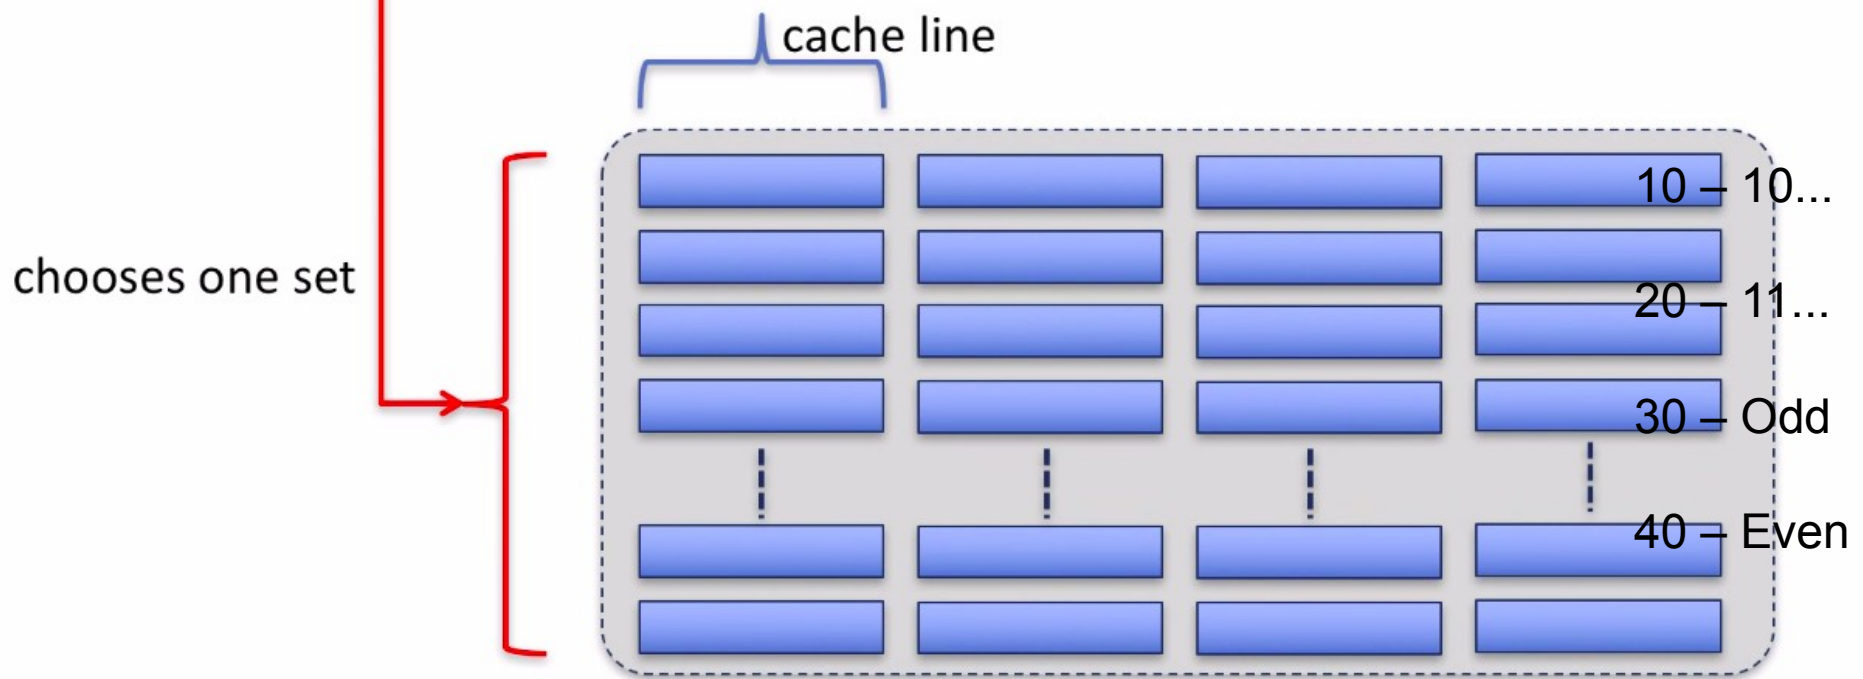 cache line
10 – 10...
chooses one set
20 – 11...
30 – Odd
40 – Even